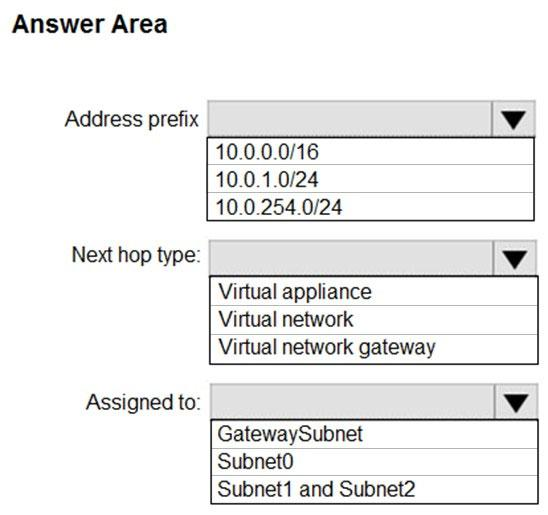 Answer Area
Address prefix
10.0.0.0/16
10.0.1.0/24
10.0.254.0/24
Next hop type:
Virtual appliance
Virtual network
Virtual network gateway
Assigned to:
GatewaySubnet
Subnet0
Subnet1 and Subnet2